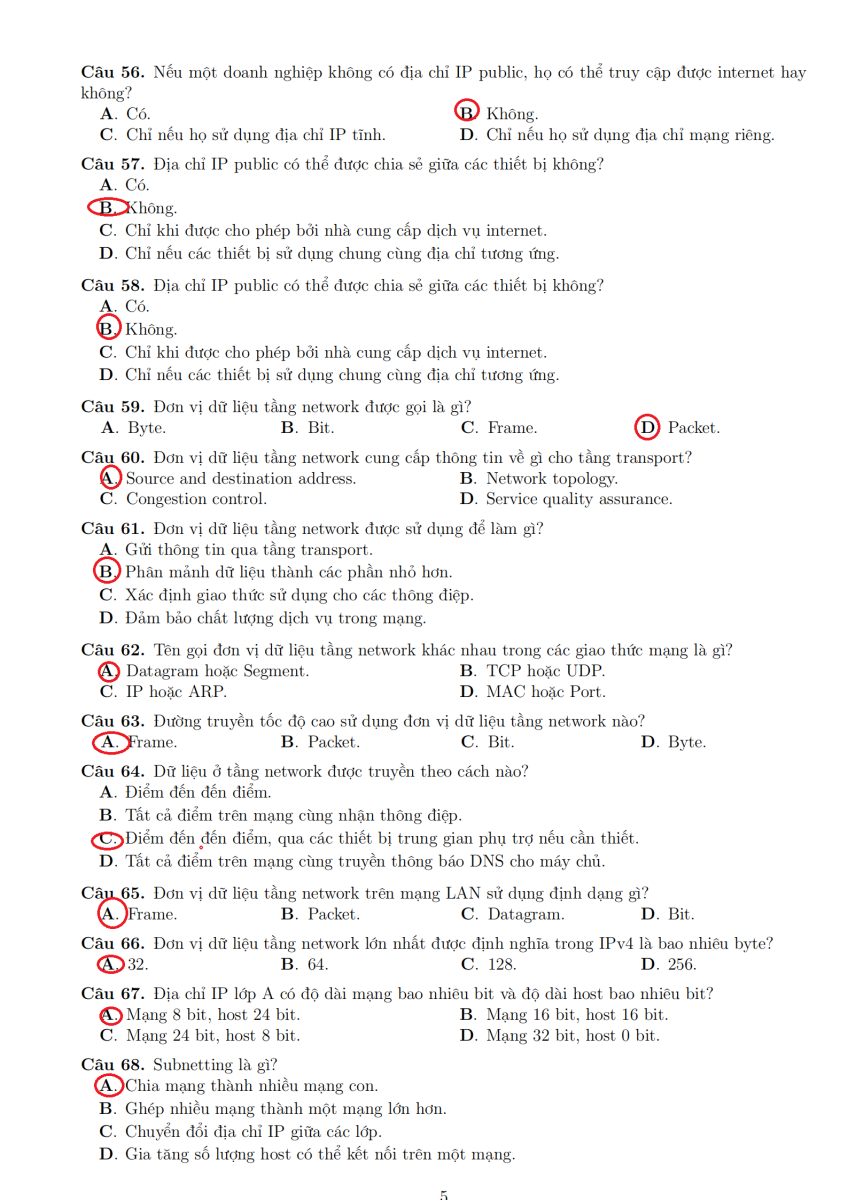 Câu 56. Nếu một doanh nghiệp không có địa chỉ IP public, họ có thể truy cập được internet hay
không?
A. Có. B. Không.
C. Chỉ nếu họ sử dụng địa chỉ IP tĩnh. D. Chỉ nếu họ sử dụng địa chỉ mạng riêng.
Câu 57. Địa chỉ IP public có thể được chia sẻ giữa các thiết bị không?
A. Có.
B. Không.
C. Chỉ khi được cho phép bởi nhà cung cấp dịch vụ internet.
D. Chỉ nếu các thiết bị sử dụng chung cùng địa chỉ tương ứng.
Câu 58. Địa chỉ IP public có thể được chia sẻ giữa các thiết bị không?
A. Có.
B. Không.
C. Chỉ khi được cho phép bởi nhà cung cấp dịch vụ internet.
D. Chỉ nếu các thiết bị sử dụng chung cùng địa chỉ tương ứng.
Câu 59. Đơn vị dữ liệu tầng network được gọi là gì?
A. Byte. B. Bit. C. Frame. D. Packet.
Câu 60. Đơn vị dữ liệu tầng network cung cấp thông tin về gì cho tầng transport?
A. Source and destination address. B. Network topology.
C. Congestion control. D. Service quality assurance.
Câu 61. Đơn vị dữ liệu tầng network được sử dụng để làm gì?
A. Gửi thông tin qua tầng transport.
B. Phân mảnh dữ liệu thành các phần nhỏ hơn.
C. Xác định giao thức sử dụng cho các thông điệp.
D. Đảm bảo chất lượng dịch vụ trong mạng.
Câu 62. Tên gọi đơn vị dữ liệu tầng network khác nhau trong các giao thức mạng là gì?
A. Datagram hoặc Segment. B. TCP hoặc UDP.
C. IP hoặc ARP. D. MAC hoặc Port.
Câu 63. Đường truyền tốc độ cao sử dụng đơn vị dữ liệu tầng network nào?
A. Frame. B. Packet. C. Bit. D. Byte.
Câu 64. Dữ liệu ở tầng network được truyền theo cách nào?
A. Điểm đến đến điểm.
B. Tất cả điểm trên mạng cùng nhận thông điệp.
C. Điểm đến đến điểm, qua các thiết bị trung gian phụ trợ nếu cần thiết.
D. Tất cả điểm trên mạng cùng truyền thông báo DNS cho máy chủ.
Câu 65. Đơn vị dữ liệu tầng network trên mạng LAN sử dụng định dạng gì?
A. Frame. B. Packet. C. Datagram. D. Bit.
Câu 66. Đơn vị dữ liệu tầng network lớn nhất được định nghĩa trong IPv4 là bao nhiêu byte?
A. 32. B. 64. C. 128. D. 256.
Câu 67. Địa chỉ IP lớp A có độ dài mạng bao nhiêu bit và độ dài host bao nhiêu bit?
A. Mạng 8 bit, host 24 bit. B. Mạng 16 bit, host 16 bit.
C. Mạng 24 bit, host 8 bit. D. Mạng 32 bit, host 0 bit.
Câu 68. Subnetting là gì?
A. Chia mạng thành nhiều mạng con.
B. Ghép nhiều mạng thành một mạng lớn hơn.
C. Chuyển đổi địa chỉ IP giữa các lớp.
D. Gia tăng số lượng host có thể kết nối trên một mạng.
5